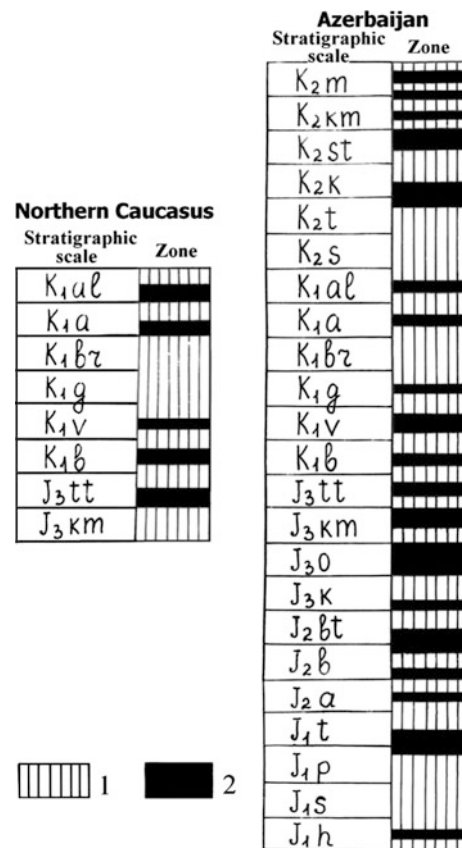 Northern Caucasus
Stratigraphic
scale
Zone
K₁al
K₁a
K₁br
K₁g
K₁v
K₁b
J₃tt
J₃km
Azerbaijan
Stratigraphic
scale
Zone
K₂m
K₂km
K₂st
K₂k
K₂t
K₂s
K₁al
K₁a
K₁br
K₁g
K₁v
K₁b
J₃tt
J₃km
J₃o
J₃k
J₂bt
J₂b
J₂a
J₁t
J₁p
J₁s
J₁h
1
2